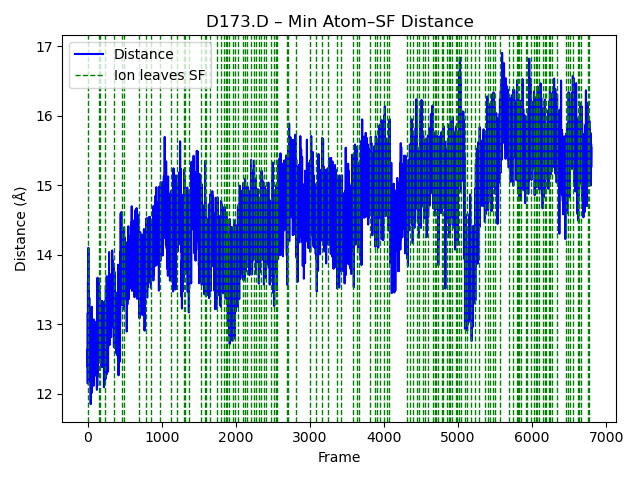 D173.D – Min Atom–SF Distance
Distance
Ion leaves SF
17
16
15
14
13
12
Distance (Å)
0 1000 2000 3000 4000 5000 6000 7000
Frame